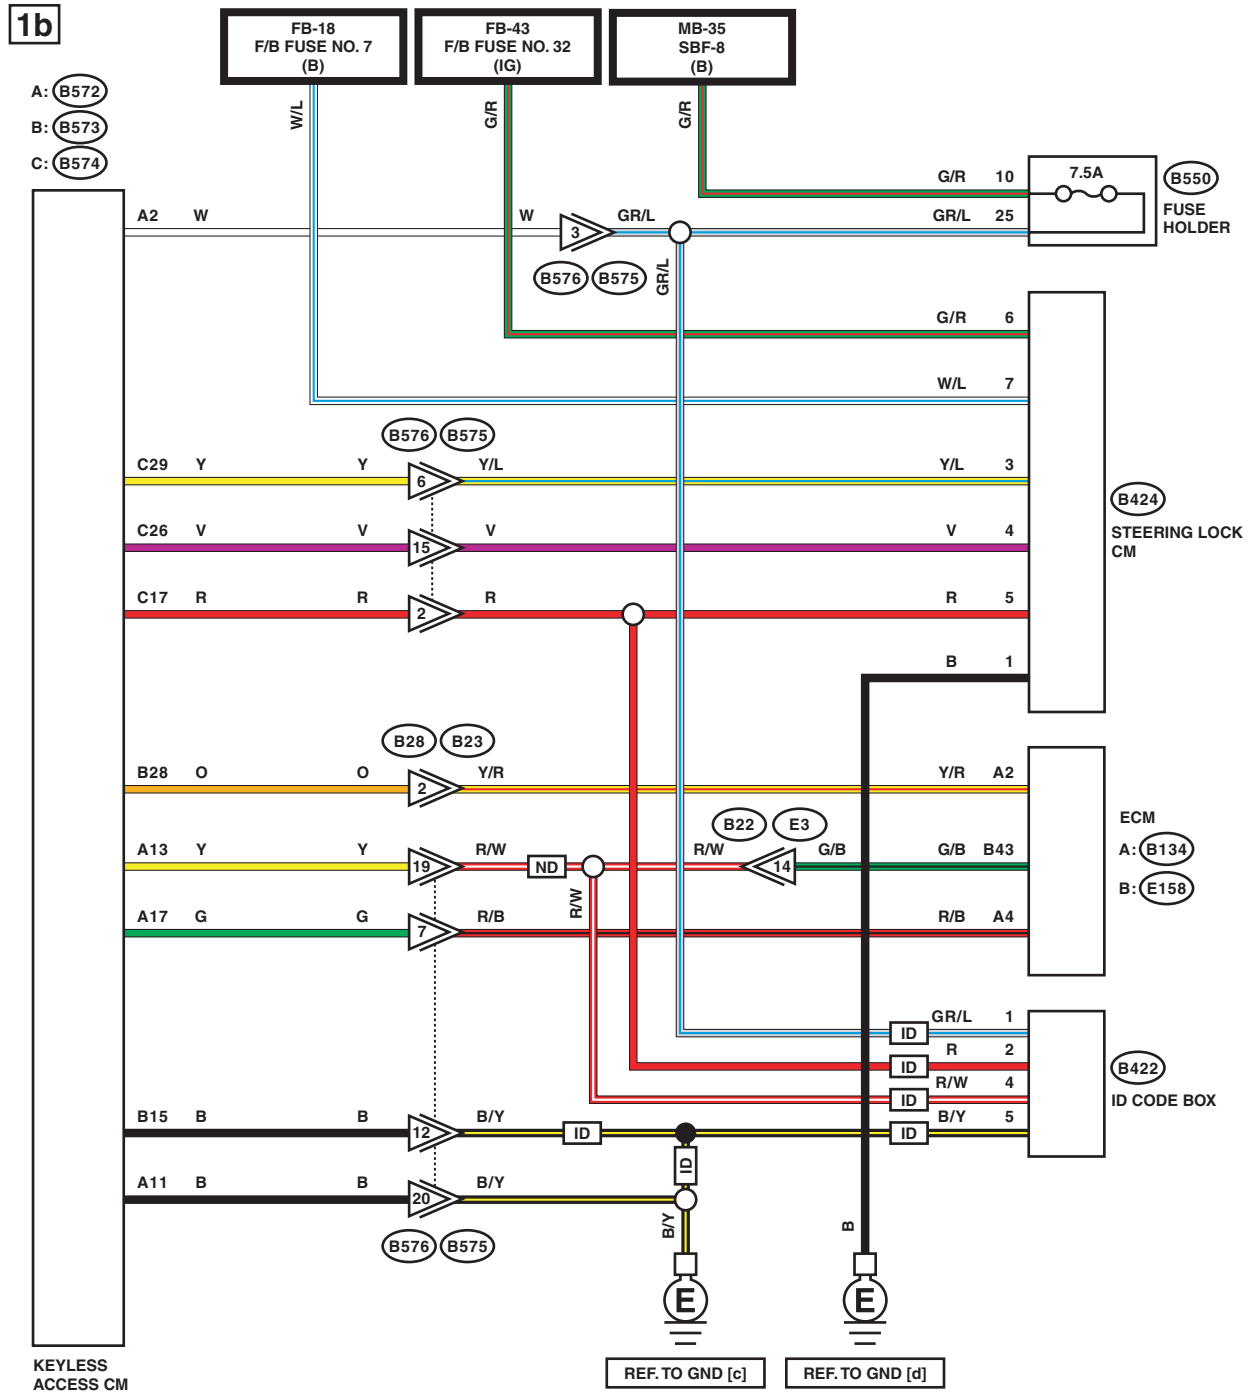 1b
FB-18
F/B FUSE NO. 7
(B)
FB-43
F/B FUSE NO. 32
(IG)
MB-35
SBF-8
(B)
A: B572
B: B573
C: B574
W/L
G/R
G/R
G/R 10
7.5A
B550
FUSE
HOLDER
A2 W
W
3
GR/L
GR/L 25
B576 B575
GR/L
G/R 6
W/L 7
B576 B575
C29 Y
Y
6
Y/L
Y/L 3
B424
STEERING LOCK
CM
C26 V
V
15
V
V 4
C17 R
R
2
R
R 5
B 1
B28 B23
B28 O
O
2
Y/R
Y/R A2
ECM
A: B134
B: E158
B22 E3
A13 Y
Y
19
R/W
ND
R/W
14
G/B
G/B B43
R/W
A17 G
G
7
R/B
R/B A4
GR/L 1
ID
R 2
ID
B422
ID CODE BOX
R/W 4
ID
B15 B
B
12
B/Y
ID
B/Y 5
ID
ID
A11 B
B
20
B/Y
B/Y
B
B576 B575
E
E
REF. TO GND [c]
REF. TO GND [d]
KEYLESS
ACCESS CM